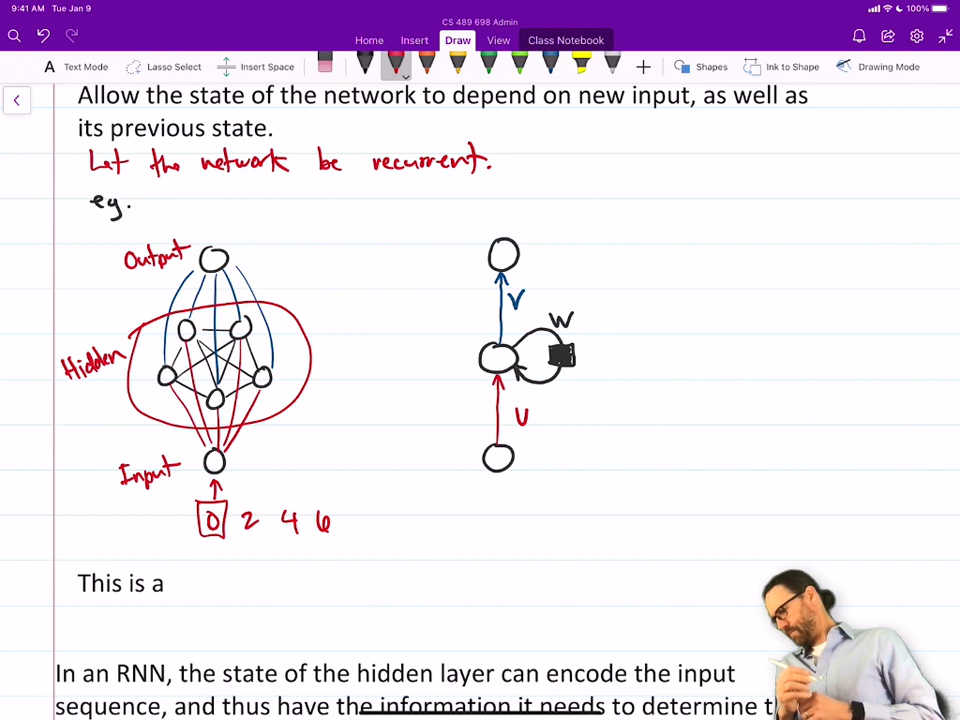 9:41 AM Tue Jan 9
100%
CS 489 698 Admin
Home Insert Draw View Class Notebook
A Text Mode Lasso Select Insert Space Shapes Ink to Shape Drawing Mode
Allow the state of the network to depend on new input, as well as
its previous state.
Let the network be recurrent.
eg.
Output
Hidden
Input
0 2 4 6
V
W
U
This is a
In an RNN, the state of the hidden layer can encode the input
sequence, and thus have the information it needs to determine t